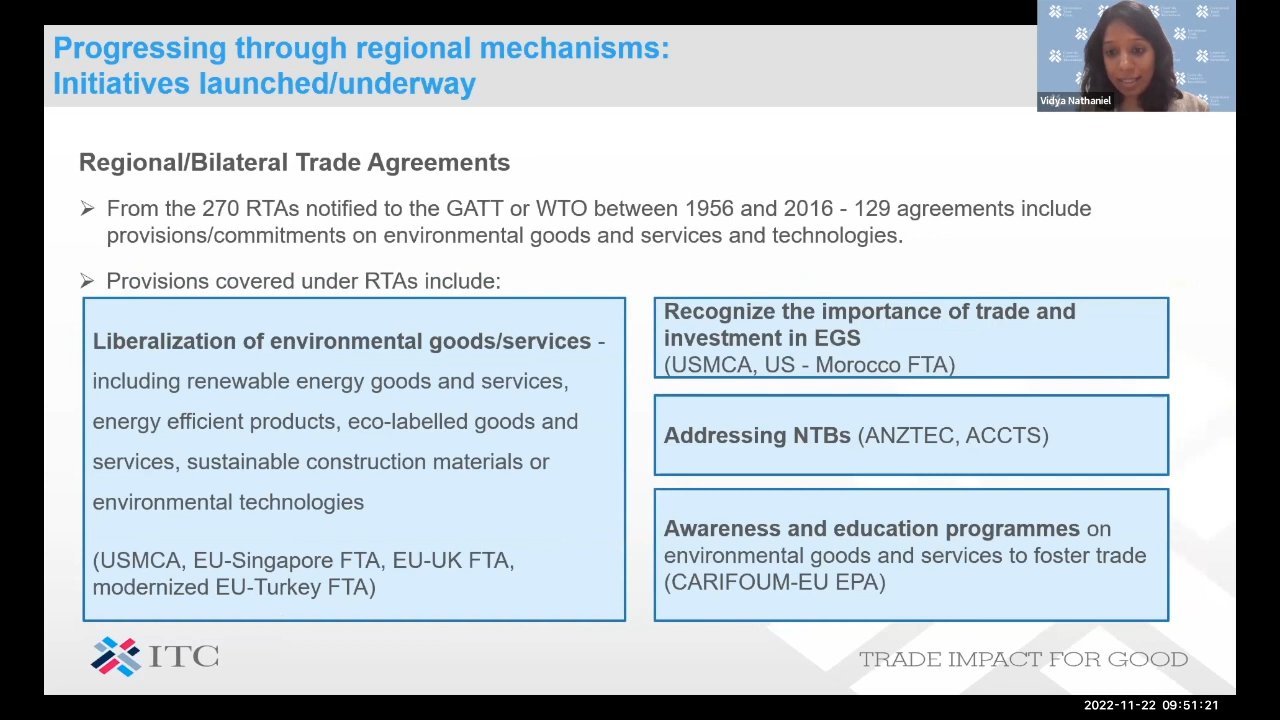 Progressing through regional mechanisms:
Initiatives launched/underway
Vidya Nathaniel
Regional/Bilateral Trade Agreements
➢ From the 270 RTAs notified to the GATT or WTO between 1956 and 2016 - 129 agreements include
provisions/commitments on environmental goods and services and technologies.
➢ Provisions covered under RTAs include:
Liberalization of environmental goods/services -
including renewable energy goods and services,
energy efficient products, eco-labelled goods and
services, sustainable construction materials or
environmental technologies
(USMCA, EU-Singapore FTA, EU-UK FTA,
modernized EU-Turkey FTA)
Recognize the importance of trade and
investment in EGS
(USMCA, US - Morocco FTA)
Addressing NTBs (ANZTEC, ACCTS)
Awareness and education programmes on
environmental goods and services to foster trade
(CARIFOUM-EU EPA)
ITC
TRADE IMPACT FOR GOOD
2022-11-22 09:51:21